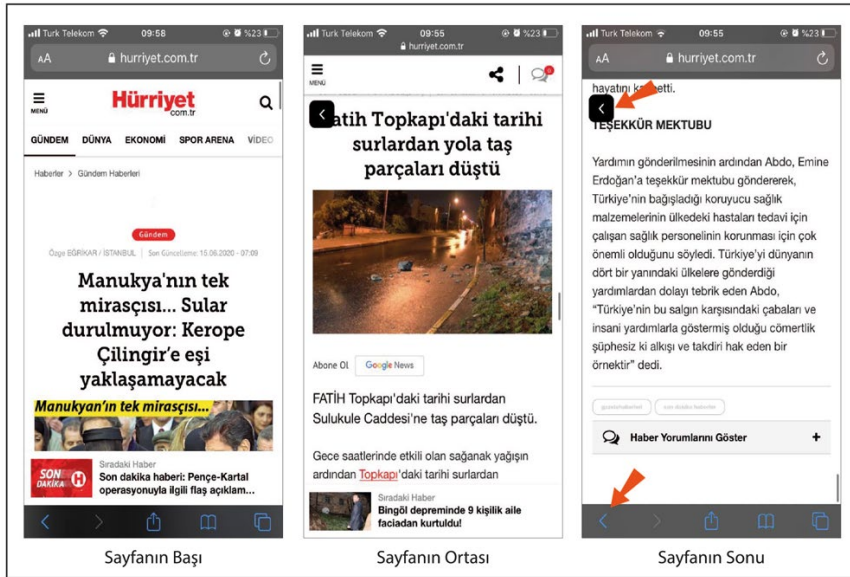 Turk Telekom 09:58 %23
AA hurriyet.com.tr
MENÜ Hürriyet.com.tr
GÜNDEM DÜNYA EKONOMİ SPOR ARENA VİDEO
Haberler > Gündem Haberleri
Gündem
Özge EĞRİKAR / İSTANBUL | Son Güncelleme: 15.06.2020 - 07:09
Manukya'nın tek
mirasçısı... Sular
durulmuyor: Kerope
Çilingir'e eşi
yaklaşamayacak
Manukyan'ın tek mirasçısı...
SON DAKİKA
Sıradaki Haber
Son dakika haberi: Pençe-Kartal
operasyonuyla ilgili flaş açıklam...
Sayfanın Başı
Turk Telekom 09:55 %23
hurriyet.com.tr
MENÜ
Fatih Topkapı'daki tarihi
surlardan yola taş
parçaları düştü
Abone OL Google News
FATİH Topkapı'daki tarihi surlardan
Sulukule Caddesi'ne taş parçaları düştü.
Gece saatlerinde etkili olan sağanak yağışın
ardından Topkapı'daki tarihi surlardan
Sıradaki Haber
Bingöl depreminde 9 kişilik aile
faciadan kurtuldu!
Sayfanın Ortası
Turk Telekom 09:55 %23
AA hurriyet.com.tr
hayatını kaybetti.
TEŞEKKÜR MEKTUBU
Yardımın gönderilmesinin ardından Abdo, Emine
Erdoğan'a teşekkür mektubu göndererek,
Türkiye'nin bağışladığı koruyucu sağlık
malzemelerinin ülkedeki hastaları tedavi için
çalışan sağlık personelinin korunması için çok
önemli olduğunu söyledi. Türkiye'yi dünyanın
dört bir yanındaki ülkelere gönderdiği
yardımlardan dolayı tebrik eden Abdo,
"Türkiye'nin bu salgın karşısındaki çabaları ve
insani yardımlarla göstermiş olduğu cömertlik
şüphesiz ki alkışı ve takdiri hak eden bir
örnektir" dedi.
son dakika haberler
Haber Yorumlarını Göster +
Sayfanın Sonu